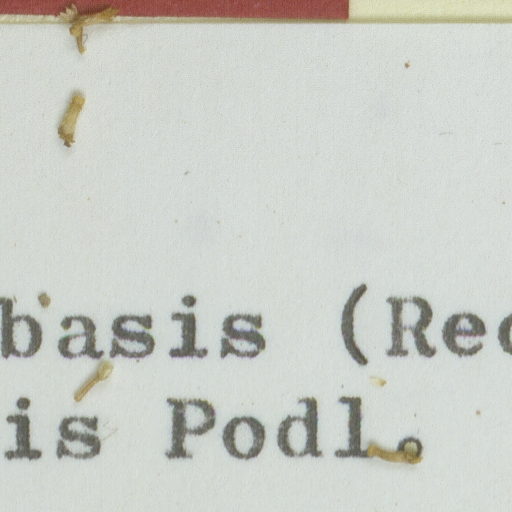 basis (Rec
is Podl.